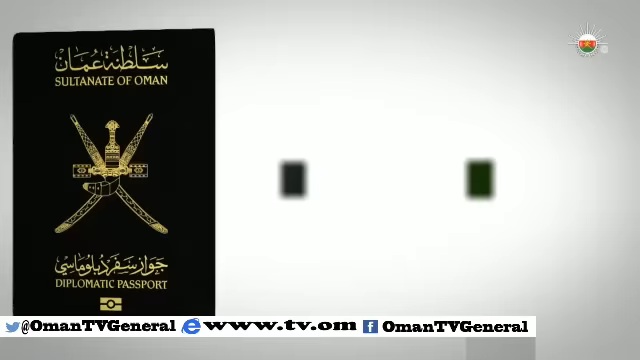 سلطنة عمان
SULTANATE OF OMAN
جواز سفر دبلوماسي
DIPLOMATIC PASSPORT
@OmanTVGeneral www.tv.om OmanTVGeneral